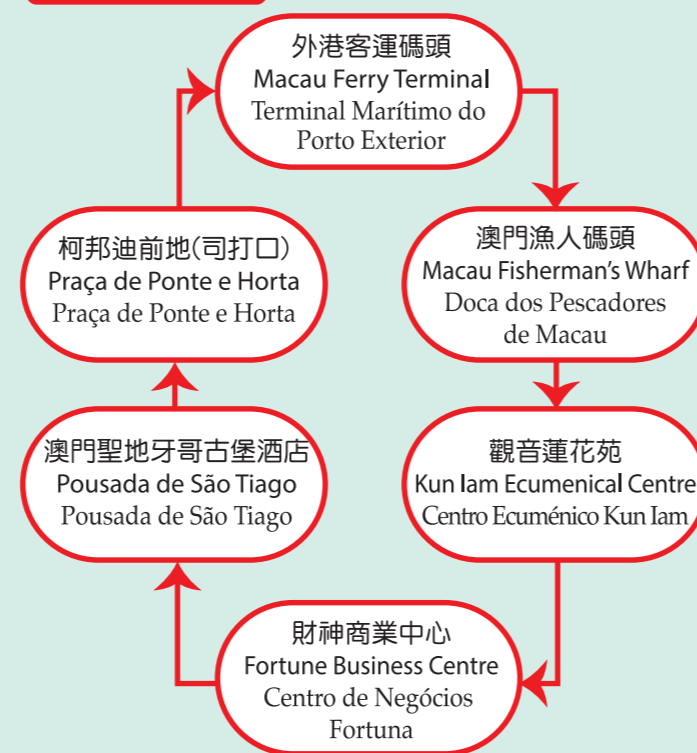 外港客運碼頭
Macau Ferry Terminal
Terminal Marítimo do
Porto Exterior
澳門漁人碼頭
Macau Fisherman's Wharf
Doca dos Pescadores
de Macau
觀音蓮花苑
Kun Iam Ecumenical Centre
Centro Ecuménico Kun Iam
財神商業中心
Fortune Business Centre
Centro de Negócios
Fortuna
澳門聖地牙哥古堡酒店
Pousada de São Tiago
Pousada de São Tiago
柯邦迪前地(司打口)
Praça de Ponte e Horta
Praça de Ponte e Horta